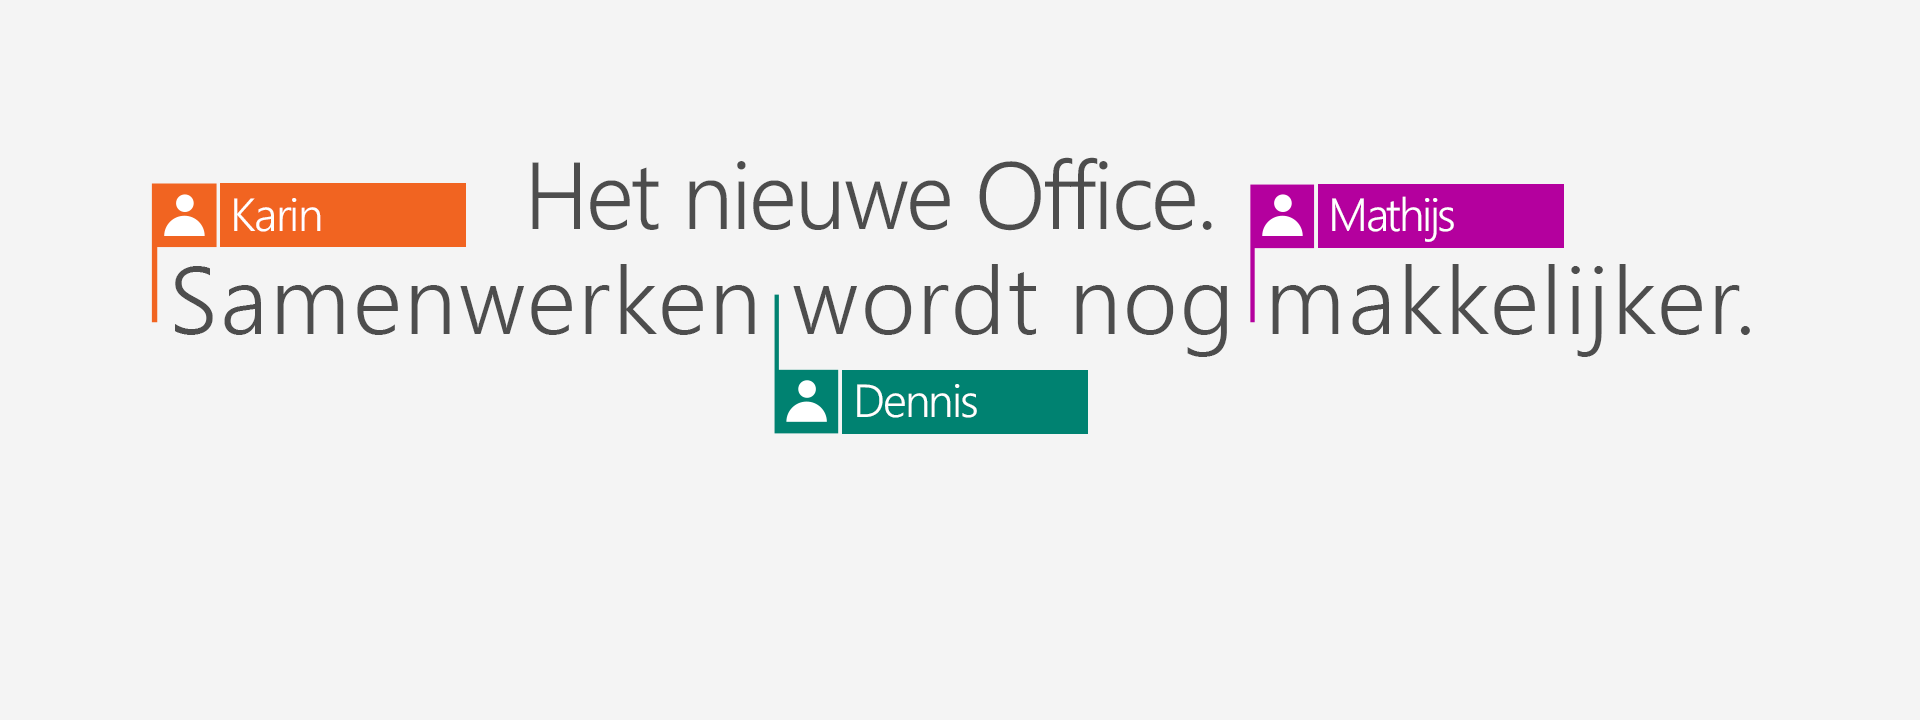 Het nieuwe Office.
Karin
Mathijs
Samenwerken wordt nog makkelijker.
Dennis